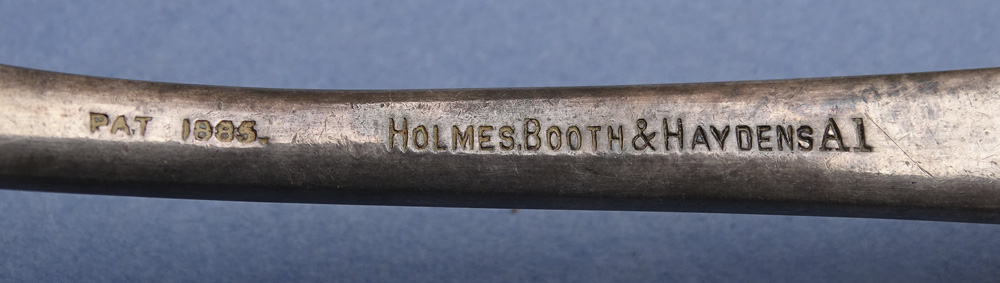 PAT 1885. HOLMES, BOOTH & HAYDENS A1